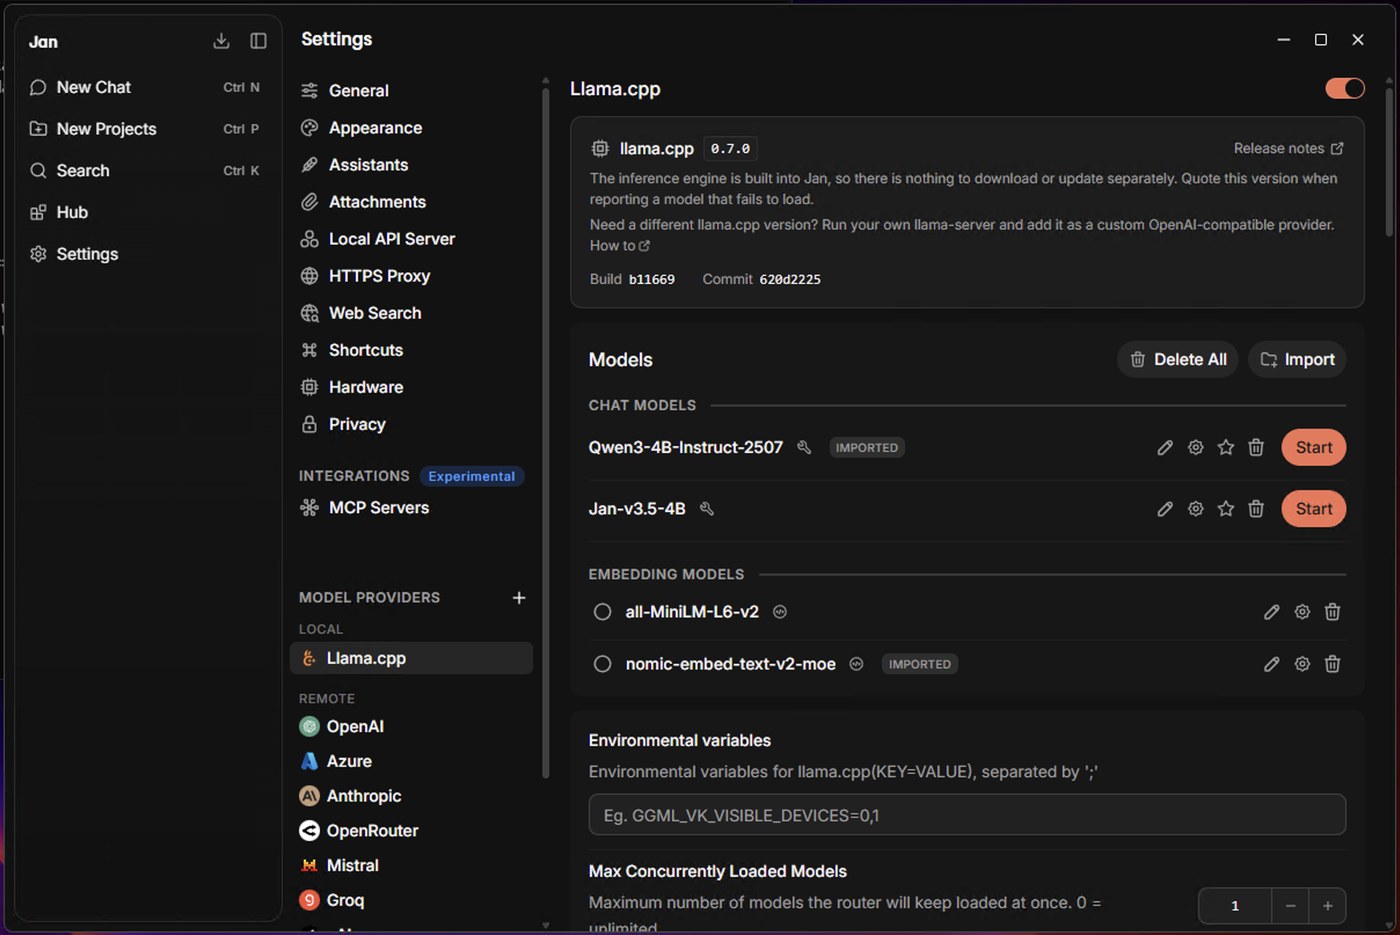 Jan
New Chat Ctrl N
New Projects Ctrl P
Search Ctrl K
Hub
Settings
Settings
General
Appearance
Assistants
Attachments
Local API Server
HTTPS Proxy
Web Search
Shortcuts
Hardware
Privacy
INTEGRATIONS Experimental
MCP Servers
MODEL PROVIDERS
LOCAL
Llama.cpp
REMOTE
OpenAI
Azure
Anthropic
OpenRouter
Mistral
Groq
Llama.cpp
llama.cpp 0.7.0 Release notes
The inference engine is built into Jan, so there is nothing to download or update separately. Quote this version when
reporting a model that fails to load.
Need a different llama.cpp version? Run your own llama-server and add it as a custom OpenAI-compatible provider.
How to
Build b11669 Commit 620d2225
Models Delete All Import
CHAT MODELS
Qwen3-4B-Instruct-2507 IMPORTED Start
Jan-v3.5-4B Start
EMBEDDING MODELS
all-MiniLM-L6-v2
nomic-embed-text-v2-moe IMPORTED
Environmental variables
Environmental variables for llama.cpp(KEY=VALUE), separated by ';'
Eg. GGML_VK_VISIBLE_DEVICES=0,1
Max Concurrently Loaded Models
Maximum number of models the router will keep loaded at once. 0 = 1 − +
unlimited